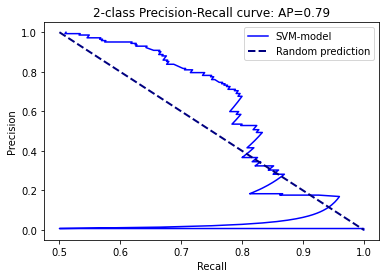 2-class Precision-Recall curve: AP=0.79
SVM-model
Random prediction
Precision
1.0
0.8
0.6
0.4
0.2
0.0
0.5
0.6
0.7
0.8
0.9
1.0
Recall